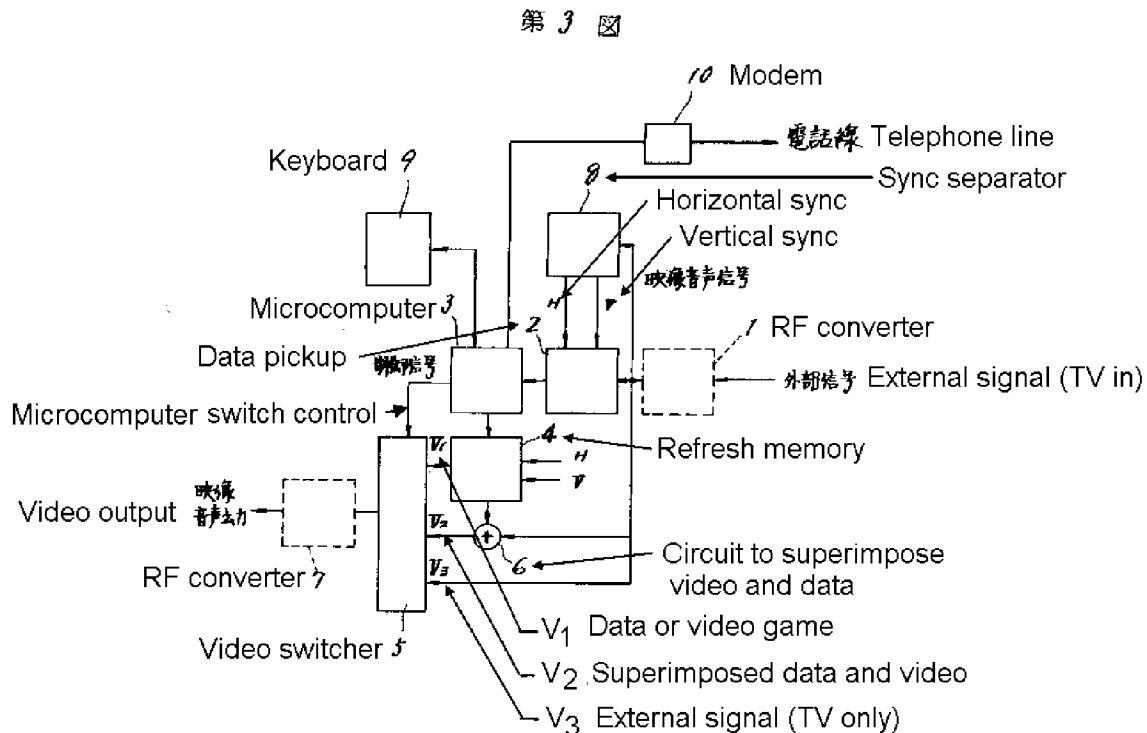 第 3 図
10 Modem
電話線 Telephone line
Keyboard 9
8
Sync separator
Horizontal sync
Vertical sync
H
V
映像音声信号
Microcomputer 3
2
1 RF converter
Data pickup
制御信号
外部信号 External signal (TV in)
Microcomputer switch control
V1
4
Refresh memory
H
V
映像
音声出力
Video output
V2
+
6
Circuit to superimpose
video and data
RF converter 7
V3
Video switcher 5
V1 Data or video game
V2 Superimposed data and video
V3 External signal (TV only)